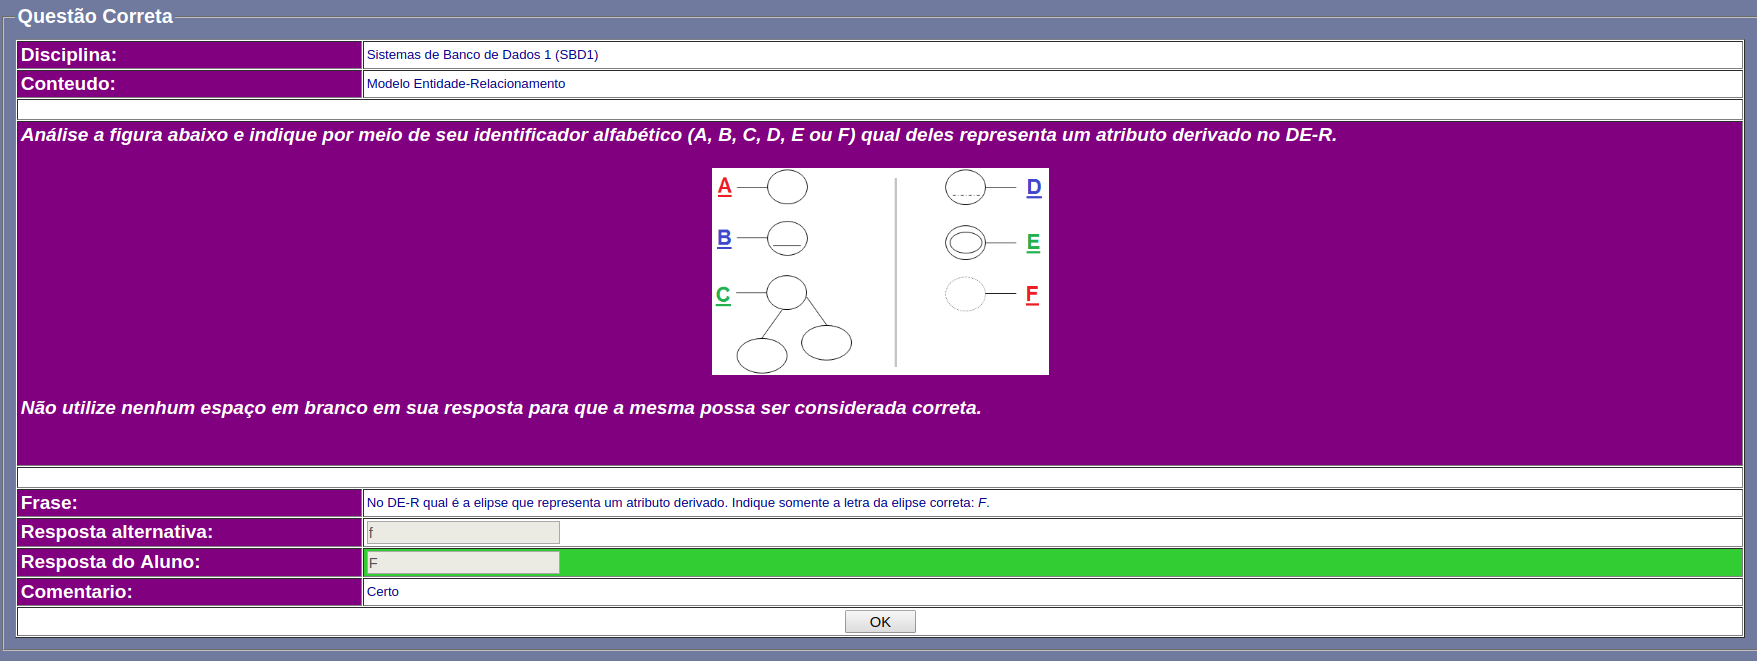 Questão Correta
Disciplina: Sistemas de Banco de Dados 1 (SBD1)
Conteudo: Modelo Entidade-Relacionamento
Análise a figura abaixo e indique por meio de seu identificador alfabético (A, B, C, D, E ou F) qual deles representa um atributo derivado no DE-R.
A D
B E
C F
Não utilize nenhum espaço em branco em sua resposta para que a mesma possa ser considerada correta.
Frase: No DE-R qual é a elipse que representa um atributo derivado. Indique somente a letra da elipse correta: F.
Resposta alternativa: f
Resposta do Aluno: F
Comentario: Certo
OK